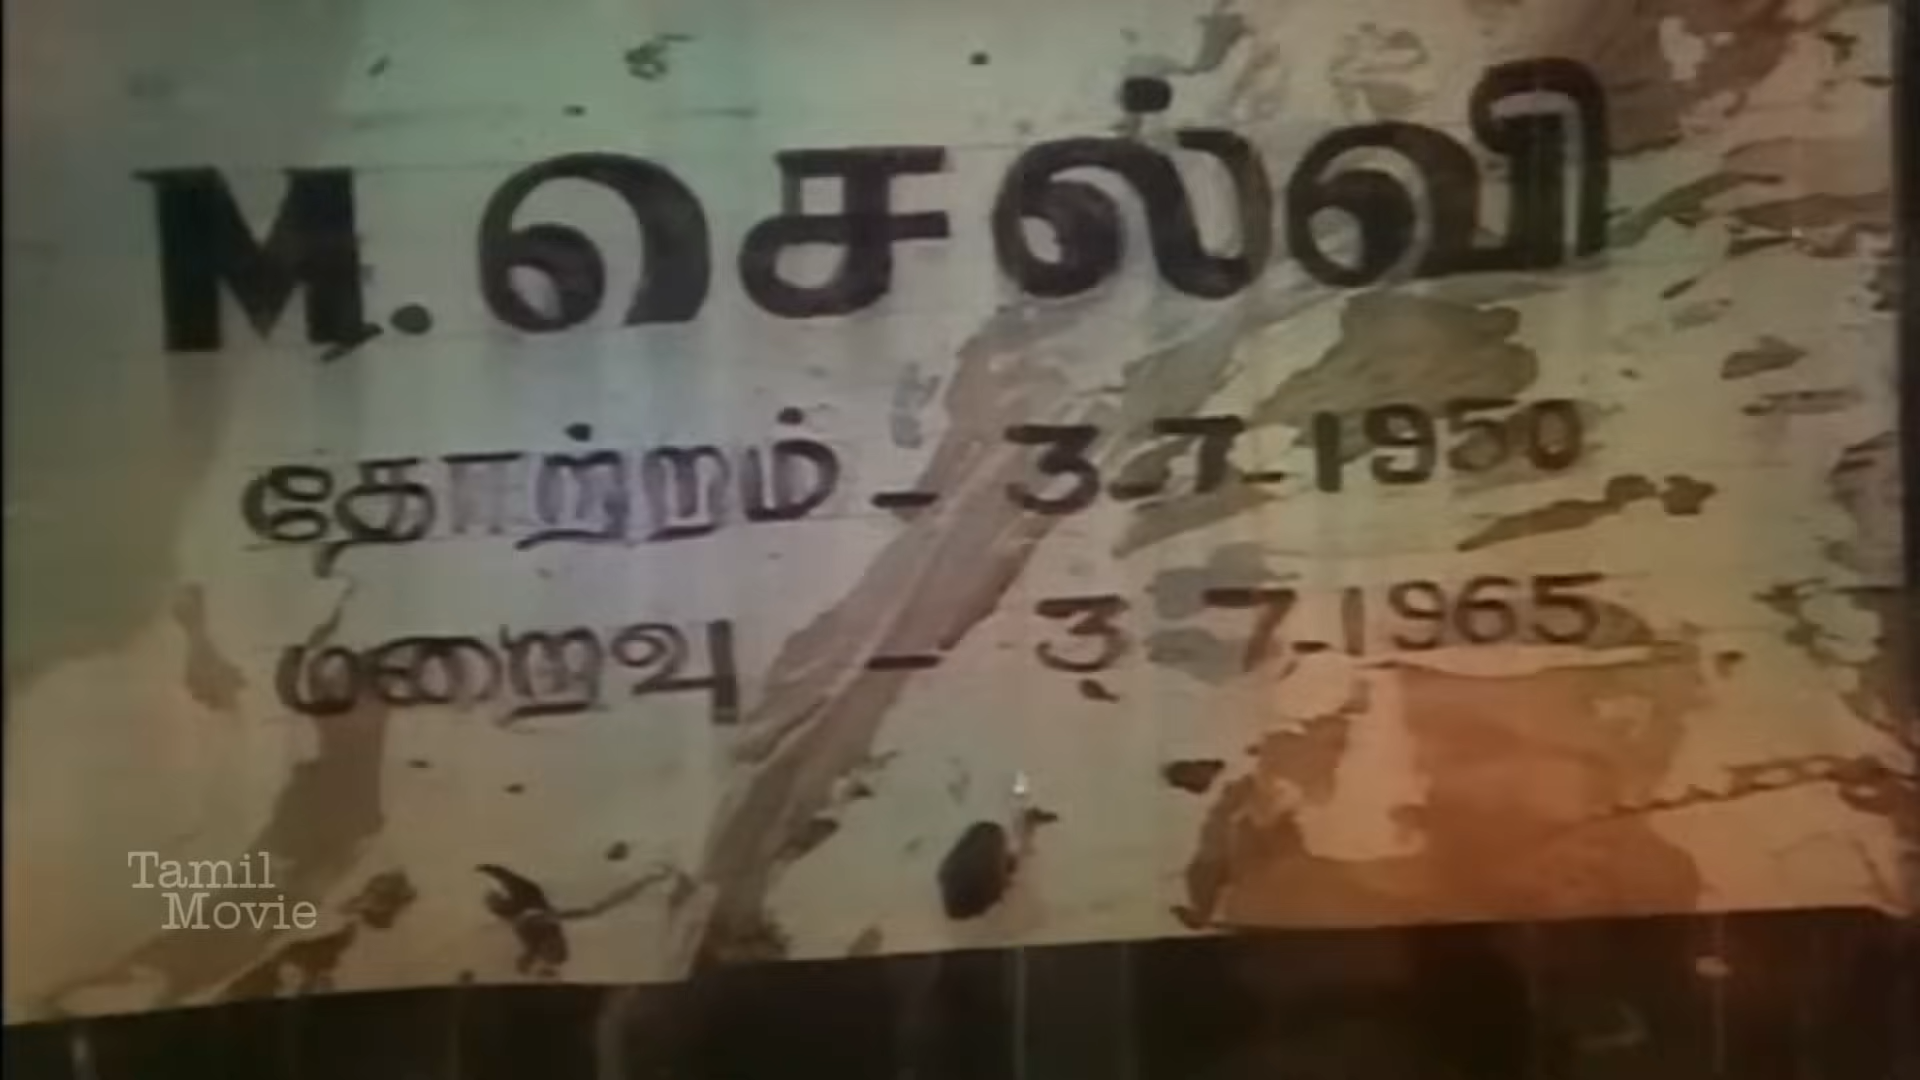 M. செல்வி
தோற்றம் - 3-7-1950
மறைவு - 3-7-1965
Tamil
Movie